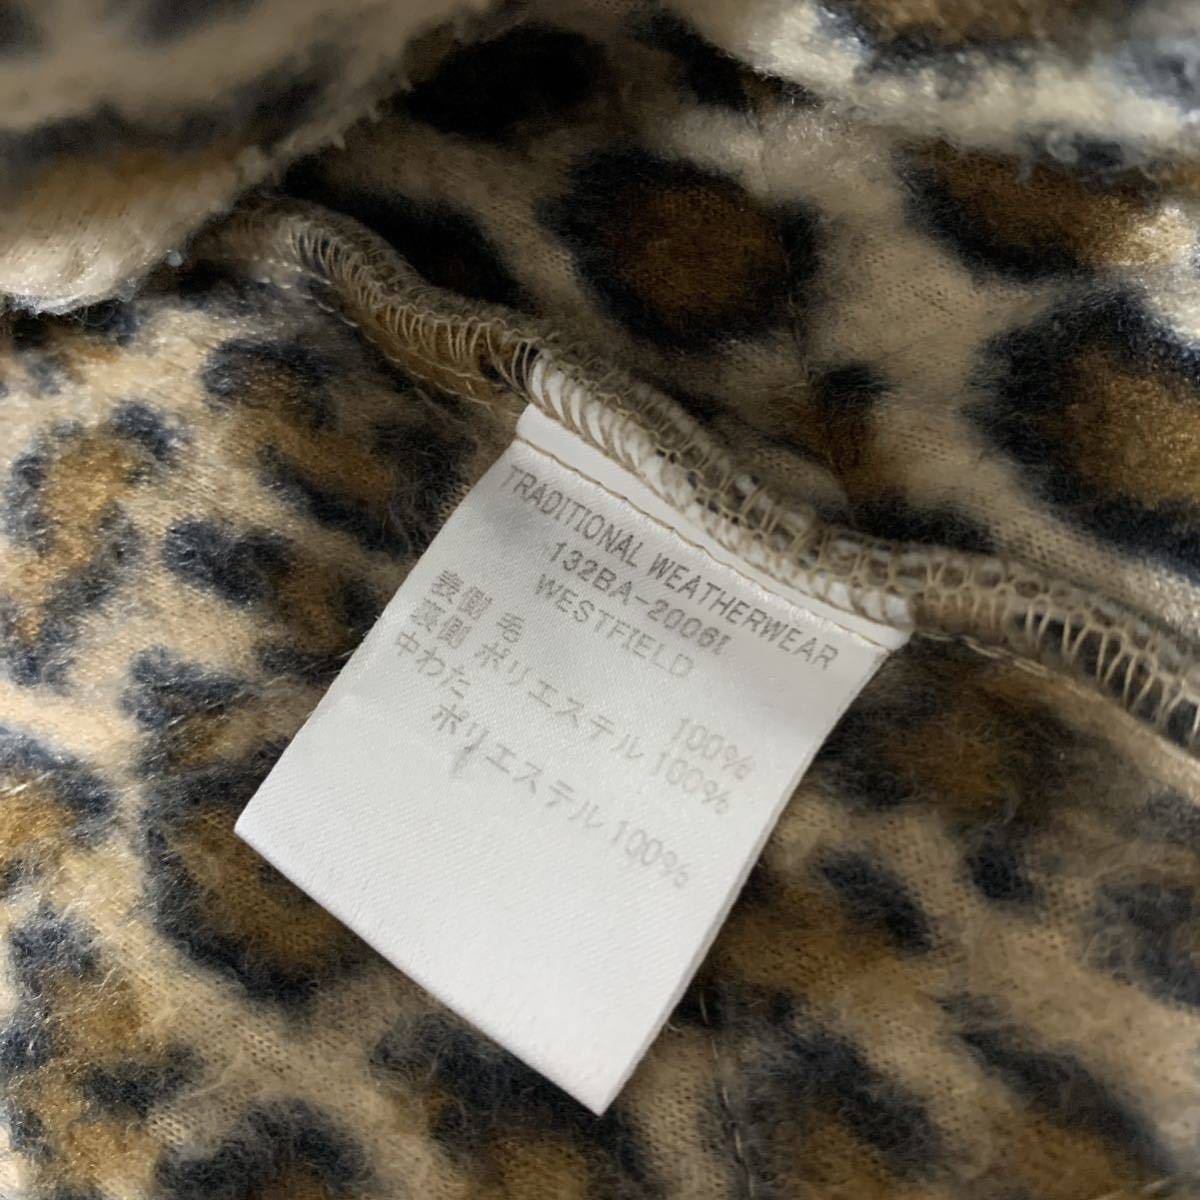 TRADITIONAL WEATHERWEAR
132BA-2006I
WESTFIELD
表側 毛 100%
裏側 ポリエステル 100%
中わた
ポリエステル 100%